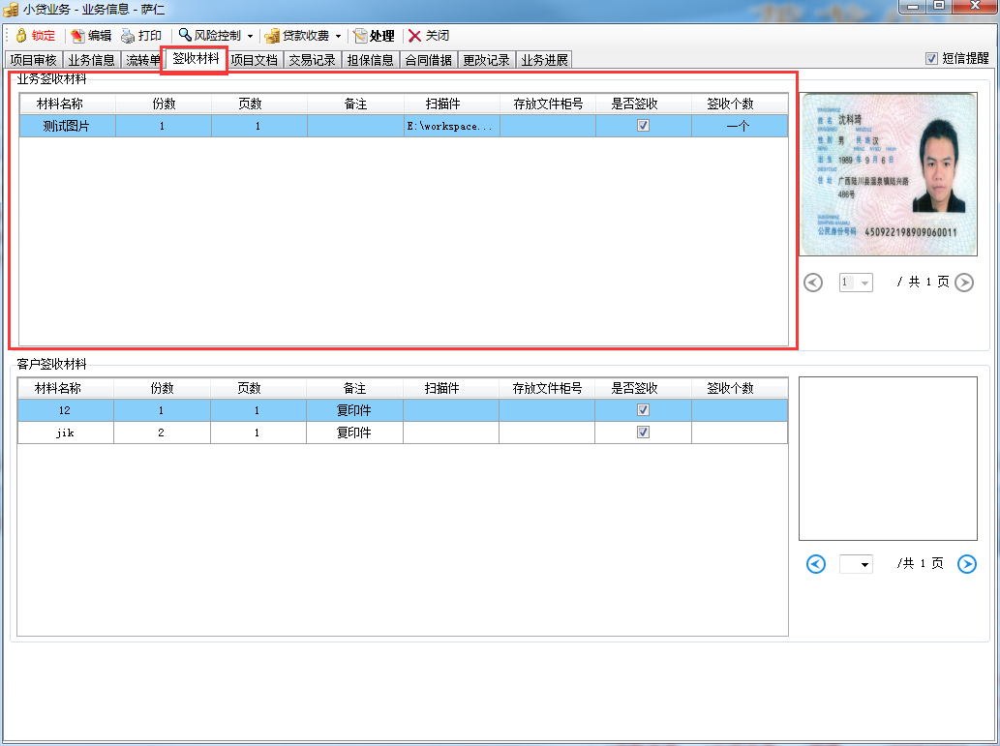 小贷业务 - 业务信息 - 萨仁
锁定 编辑 打印 风险控制 贷款收费 处理 关闭
项目审核 业务信息 流转单 签收材料 项目文档 交易记录 担保信息 合同借据 更改记录 业务进展 短信提醒
业务签收材料
材料名称 份数 页数 备注 扫描件 存放文件柜号 是否签收 签收个数
测试图片 1 1 E:\workspace... 一个
姓名 沈科琦
性别 男 民族 汉
出生 1989 年 9 月 6 日
住址 广西陆川县温泉镇陆兴路
486号
公民身份号码 450922198909060011
1 / 共 1 页
客户签收材料
材料名称 份数 页数 备注 扫描件 存放文件柜号 是否签收 签收个数
12 1 1 复印件
jik 2 1 复印件
/共 1 页